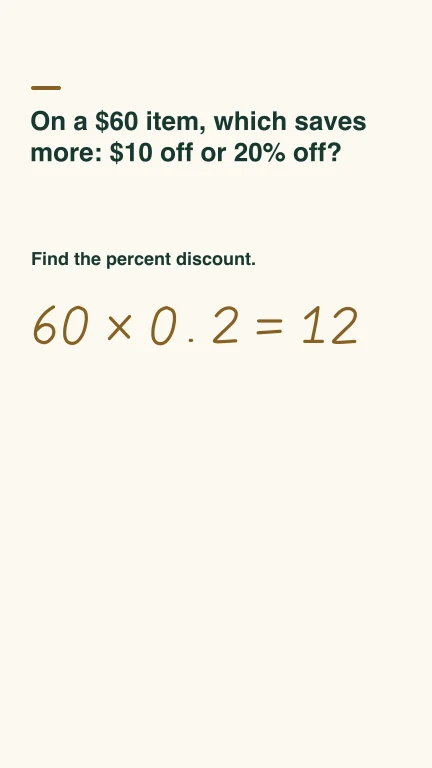 On a $60 item, which saves
more: $10 off or 20% off?
Find the percent discount.
60 × 0.2 = 12